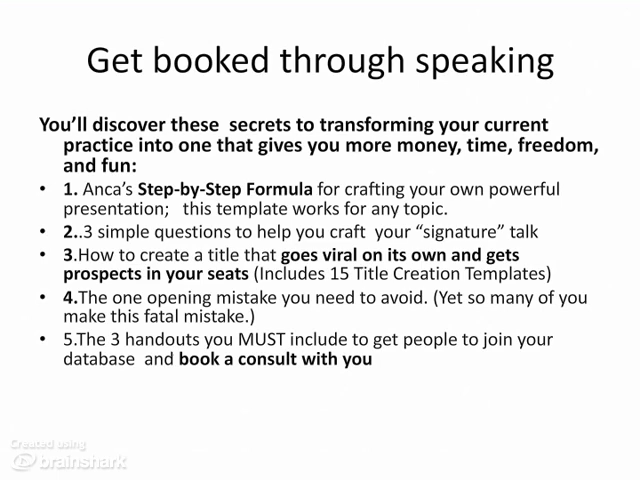 Get booked through speaking
You’ll discover these  secrets to transforming your current
practice into one that gives you more money, time, freedom,
and fun:
• 1. Anca’s Step-by-Step Formula for crafting your own powerful
presentation;   this template works for any topic.
• 2..3 simple questions to help you craft  your “signature” talk
• 3.How to create a title that goes viral on its own and gets
prospects in your seats (Includes 15 Title Creation Templates)
• 4.The one opening mistake you need to avoid. (Yet so many of you
make this fatal mistake.)
• 5.The 3 handouts you MUST include to get people to join your
database  and book a consult with you
Created using
brainshark